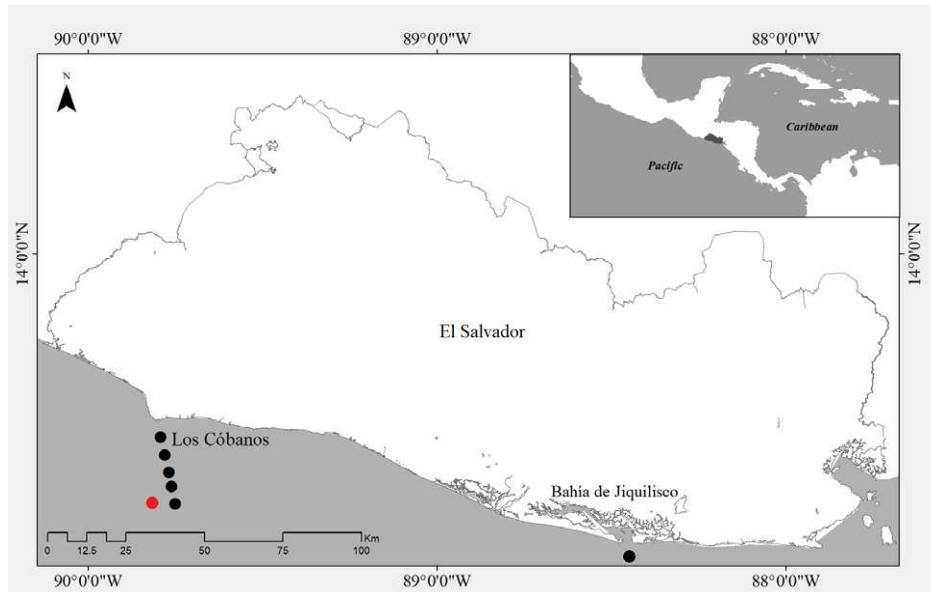 90°0'0"W 89°0'0"W 88°0'0"W
N
Caribbean
Pacific
14°0'0"N 14°0'0"N
El Salvador
Los Cóbanos
Bahía de Jiquilisco
Km
0 12.5 25 50 75 100
90°0'0"W 89°0'0"W 88°0'0"W